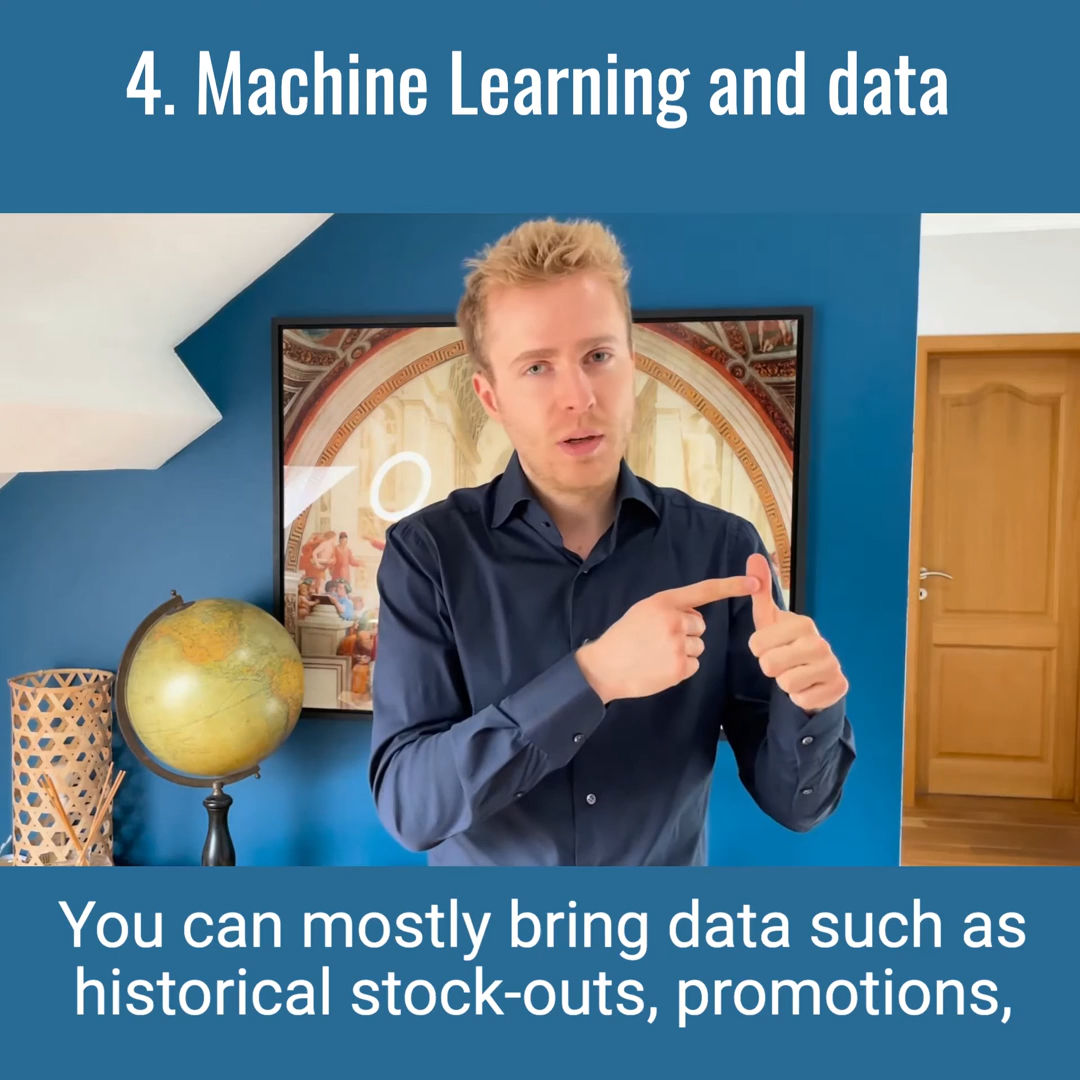 4. Machine Learning and data
You can mostly bring data such as
historical stock-outs, promotions,